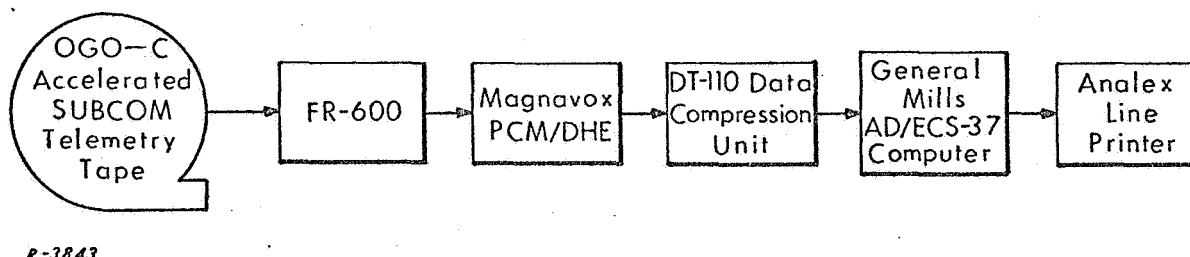 OGO-C
Accelerated
SUBCOM
Telemetry
Tape
FR-600
Magnavox
PCM/DHE
DT-110 Data
Compression
Unit
General
Mills
AD/ECS-37
Computer
Analex
Line
Printer
R-3843